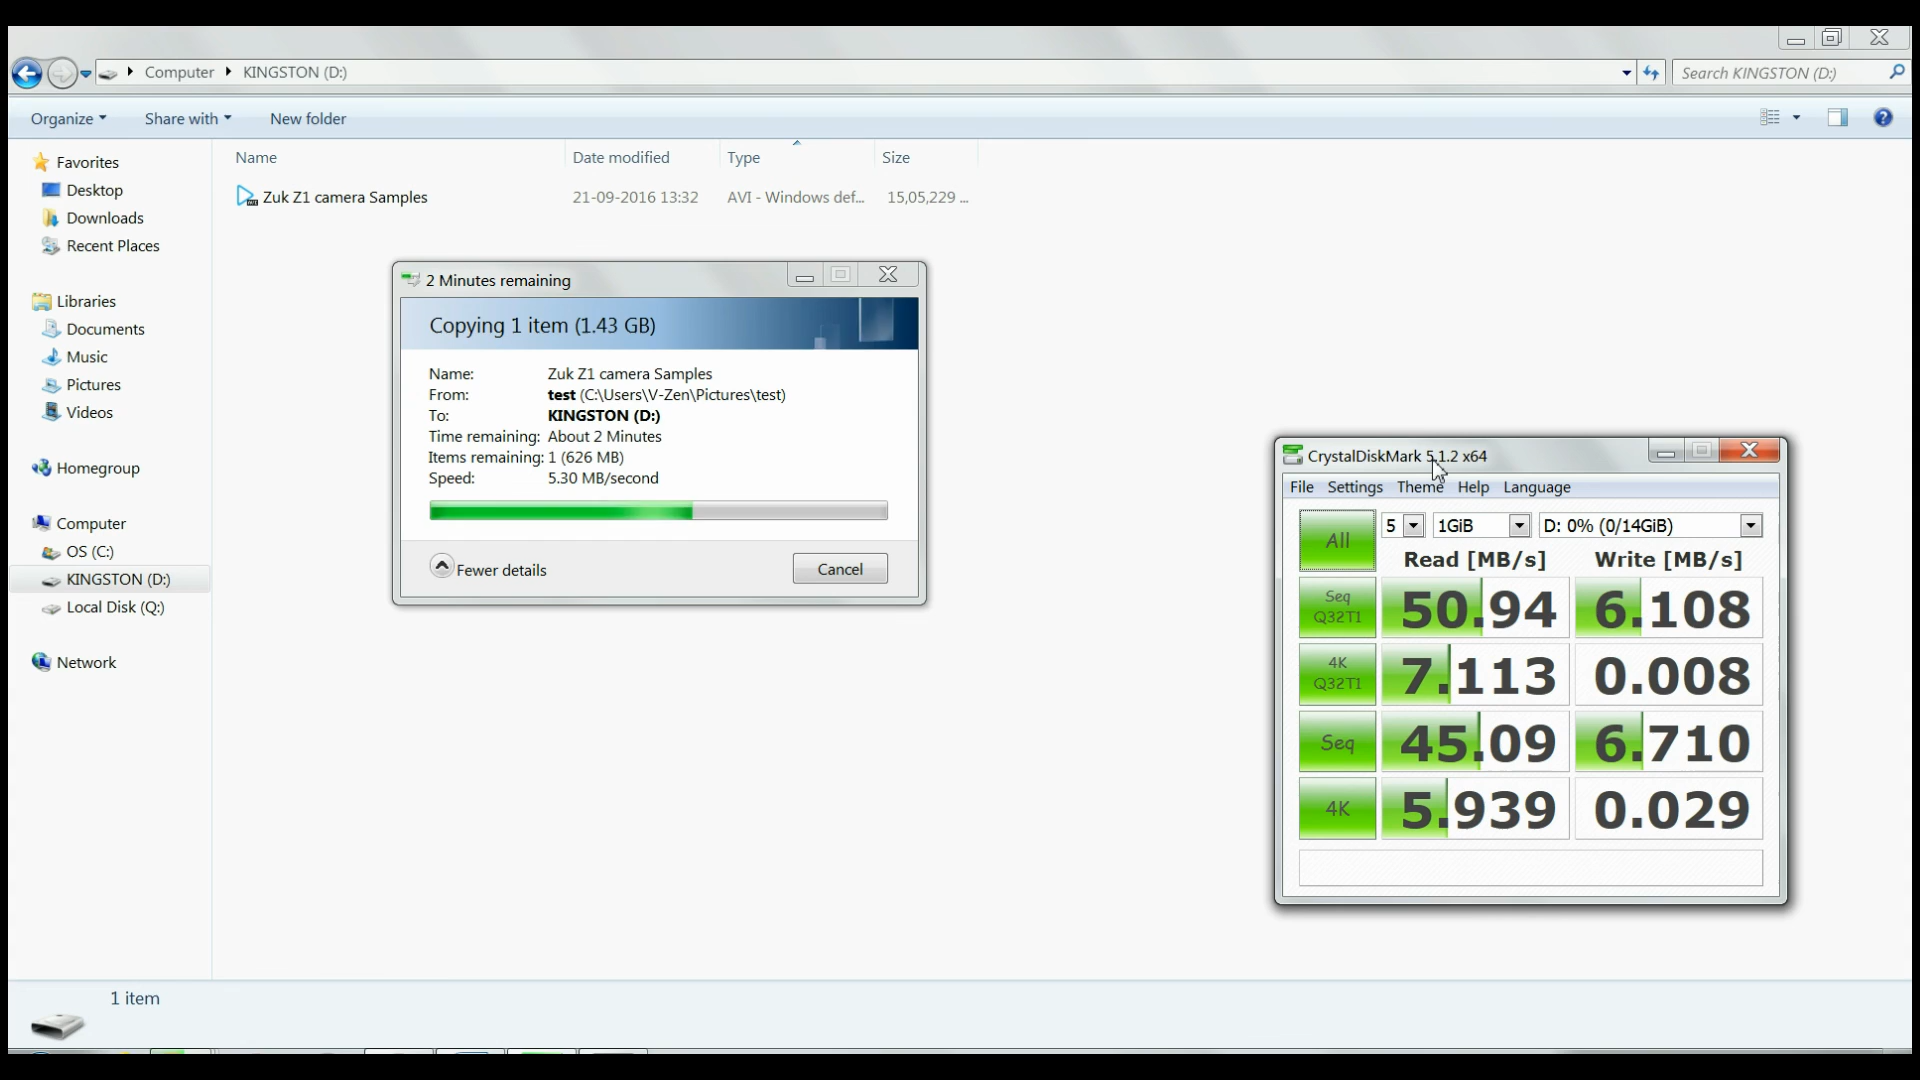 Computer KINGSTON (D:)
Search KINGSTON (D:)
Organize
Share with
New folder
Name
Date modified
Type
Size
Zuk Z1 camera Samples
21-09-2016 13:32
AVI - Windows def...
15,05,229 ...
Favorites
Desktop
Downloads
Recent Places
Libraries
Documents
Music
Pictures
Videos
Homegroup
Computer
OS (C:)
KINGSTON (D:)
Local Disk (Q:)
Network
2 Minutes remaining
Copying 1 item (1.43 GB)
Name: Zuk Z1 camera Samples
From: test (C:\Users\V-Zen\Pictures\test)
To: KINGSTON (D:)
Time remaining: About 2 Minutes
Items remaining: 1 (626 MB)
Speed: 5.30 MB/second
Fewer details
Cancel
CrystalDiskMark 5.1.2 x64
File Settings Theme Help Language
All
5
1GiB
D: 0% (0/14GiB)
Read [MB/s]
Write [MB/s]
Seq
Q32T1
50.94
6.108
4K
Q32T1
7.113
0.008
Seq
45.09
6.710
4K
5.939
0.029
1 item